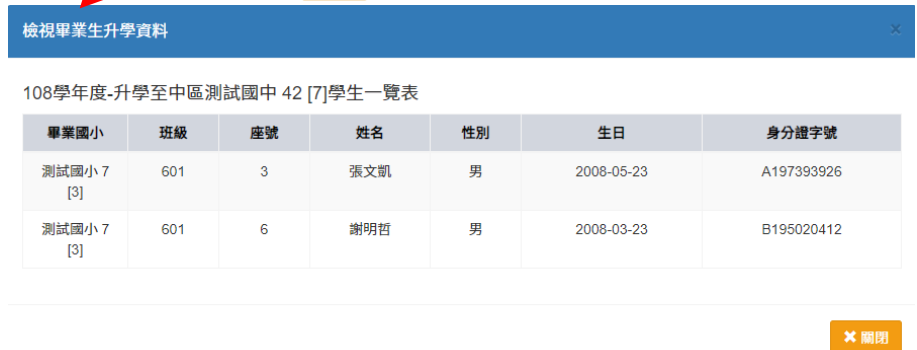 檢視畢業生升學資料 ×
108學年度-升學至中區測試國中 42 [7]學生一覽表
畢業國小 班級 座號 姓名 性別 生日 身分證字號
測試國小 7 [3] 601 3 張文凱 男 2008-05-23 A197393926
測試國小 7 [3] 601 6 謝明哲 男 2008-03-23 B195020412
✖ 關閉